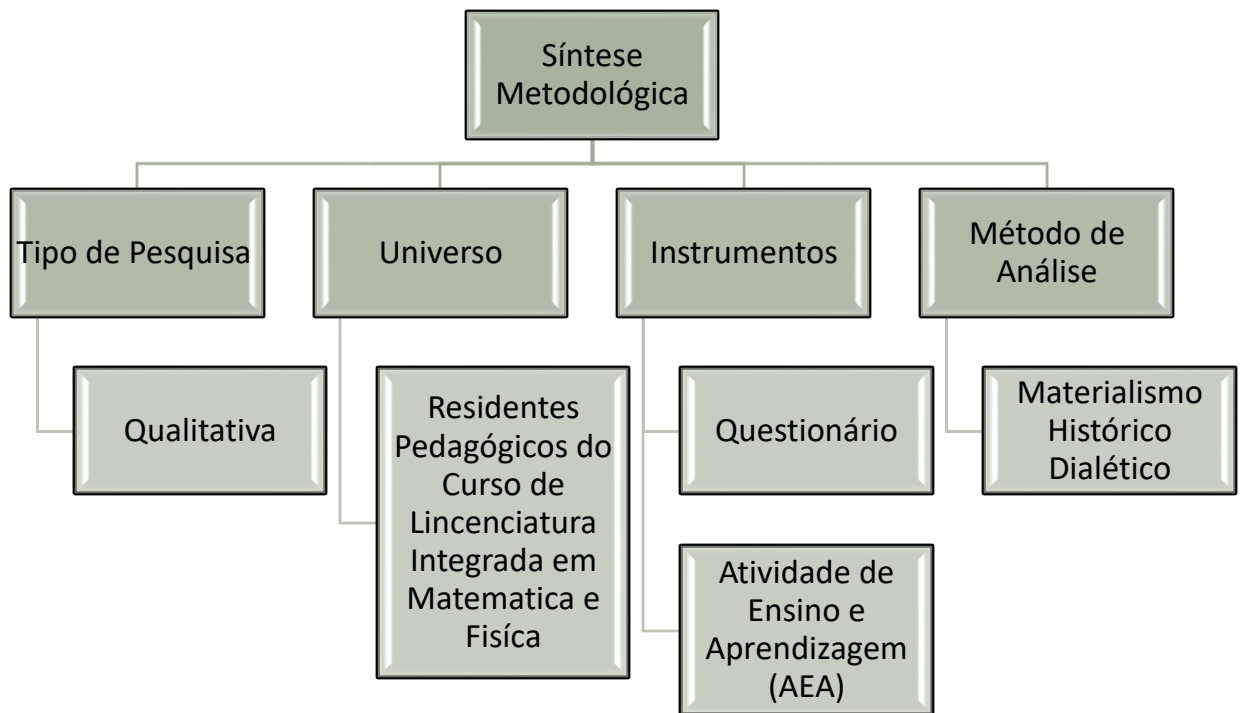 Síntese
Metodológica
Tipo de Pesquisa
Universo
Instrumentos
Método de
Análise
Qualitativa
Residentes
Pedagógicos do
Curso de
Lincenciatura
Integrada em
Matematica e
Fisíca
Questionário
Atividade de
Ensino e
Aprendizagem
(AEA)
Materialismo
Histórico
Dialético